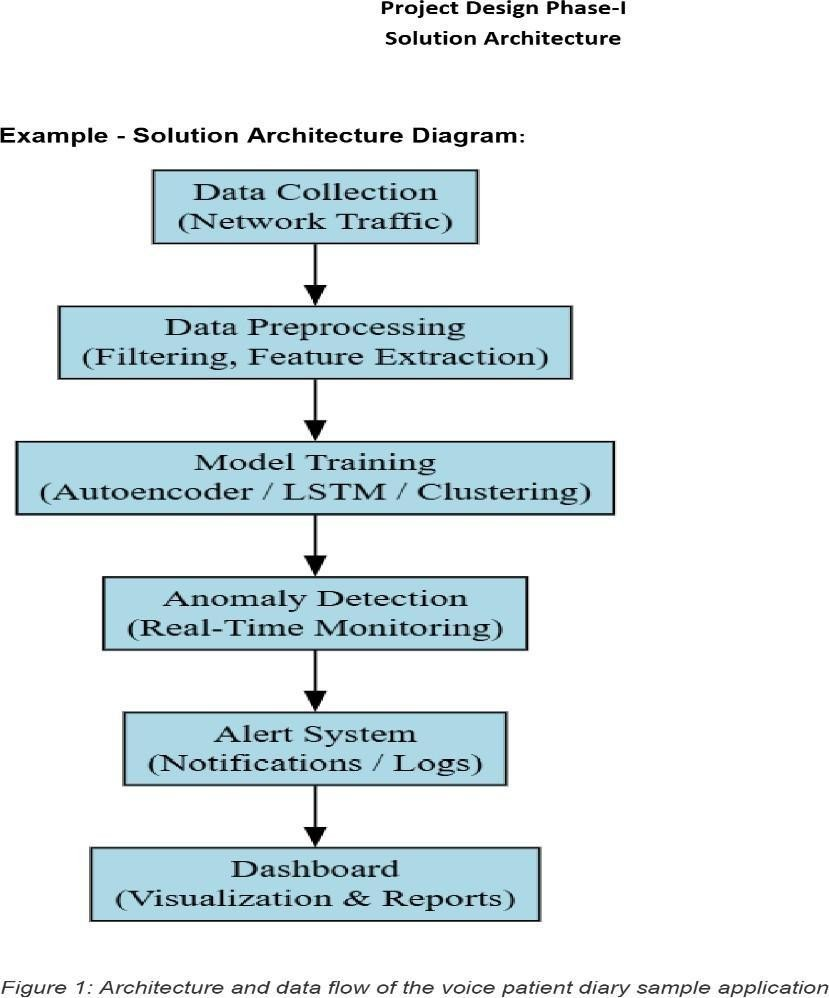 Project Design Phase-I
Solution Architecture
Example - Solution Architecture Diagram:
Data Collection
(Network Traffic)
Data Preprocessing
(Filtering, Feature Extraction)
Model Training
(Autoencoder / LSTM / Clustering)
Anomaly Detection
(Real-Time Monitoring)
Alert System
(Notifications / Logs)
Dashboard
(Visualization & Reports)
Figure 1: Architecture and data flow of the voice patient diary sample application